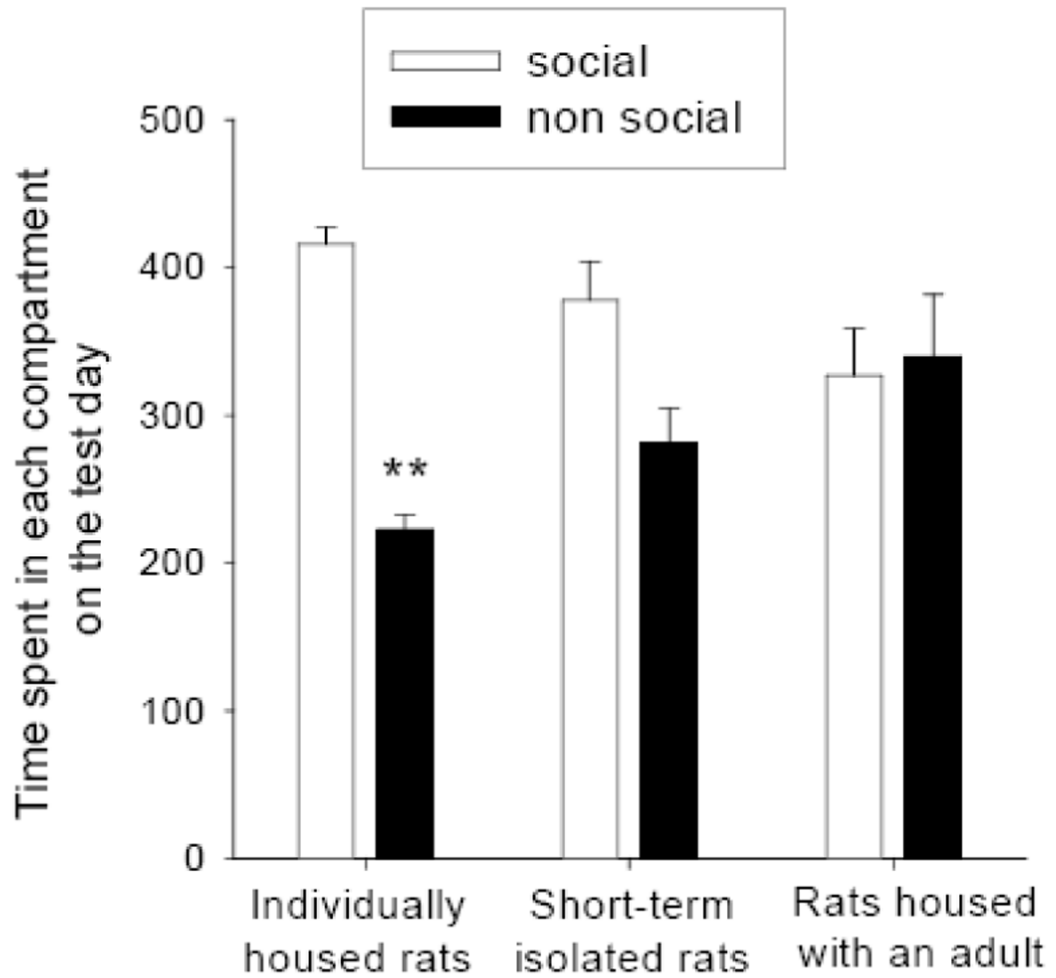 social
non social
Time spent in each compartment
on the test day
500
400
300
200
100
0
**
Individually
housed rats
Short-term
isolated rats
Rats housed
with an adult